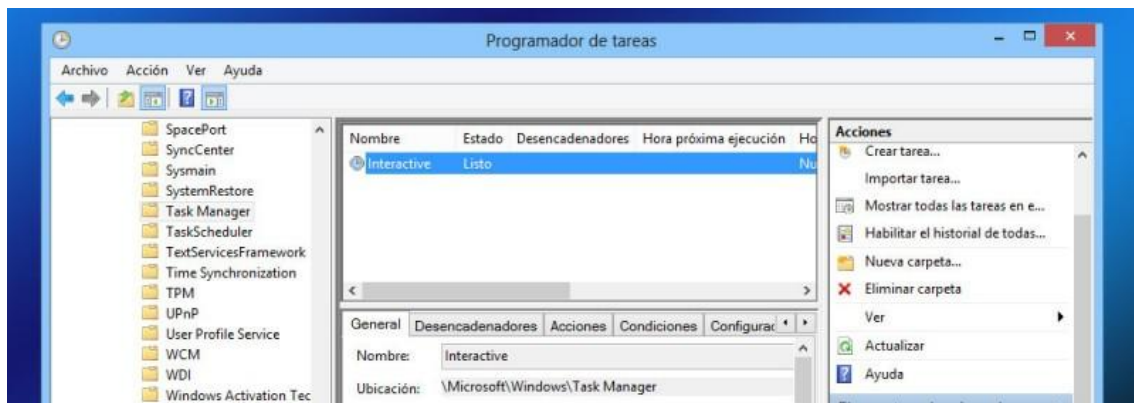 Programador de tareas
Archivo Acción Ver Ayuda
SpacePort
SyncCenter
Sysmain
SystemRestore
Task Manager
TaskScheduler
TextServicesFramework
Time Synchronization
TPM
UPnP
User Profile Service
WCM
WDI
Windows Activation Tec
Nombre Estado Desencadenadores Hora próxima ejecución Ho
Interactive Listo Nu
General Desencadenadores Acciones Condiciones Configurac
Nombre: Interactive
Ubicación: \Microsoft\Windows\Task Manager
Acciones
Crear tarea...
Importar tarea...
Mostrar todas las tareas en e...
Habilitar el historial de todas...
Nueva carpeta...
Eliminar carpeta
Ver
Actualizar
Ayuda